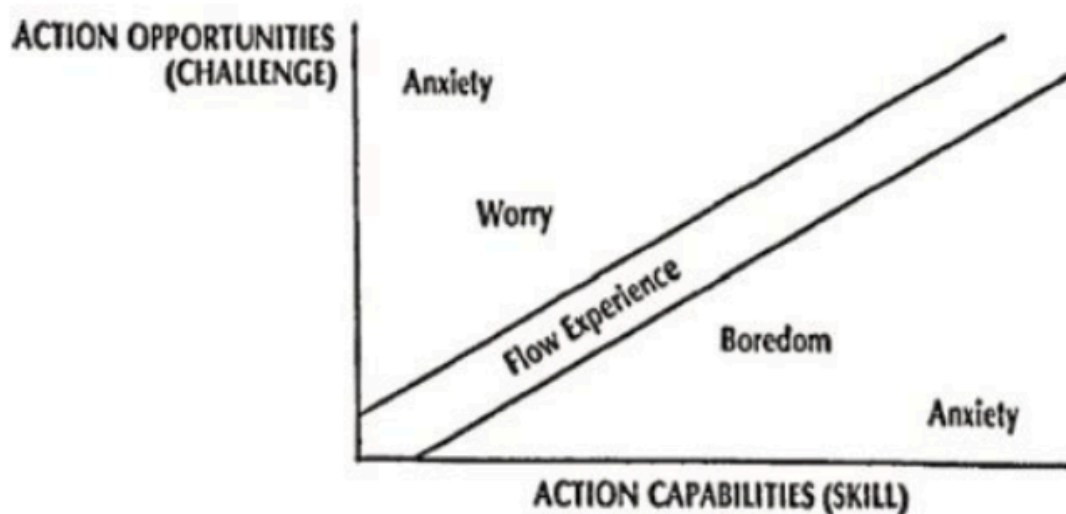 ACTION OPPORTUNITIES
(CHALLENGE)
Anxiety
Worry
Flow Experience
Boredom
Anxiety
ACTION CAPABILITIES (SKILL)